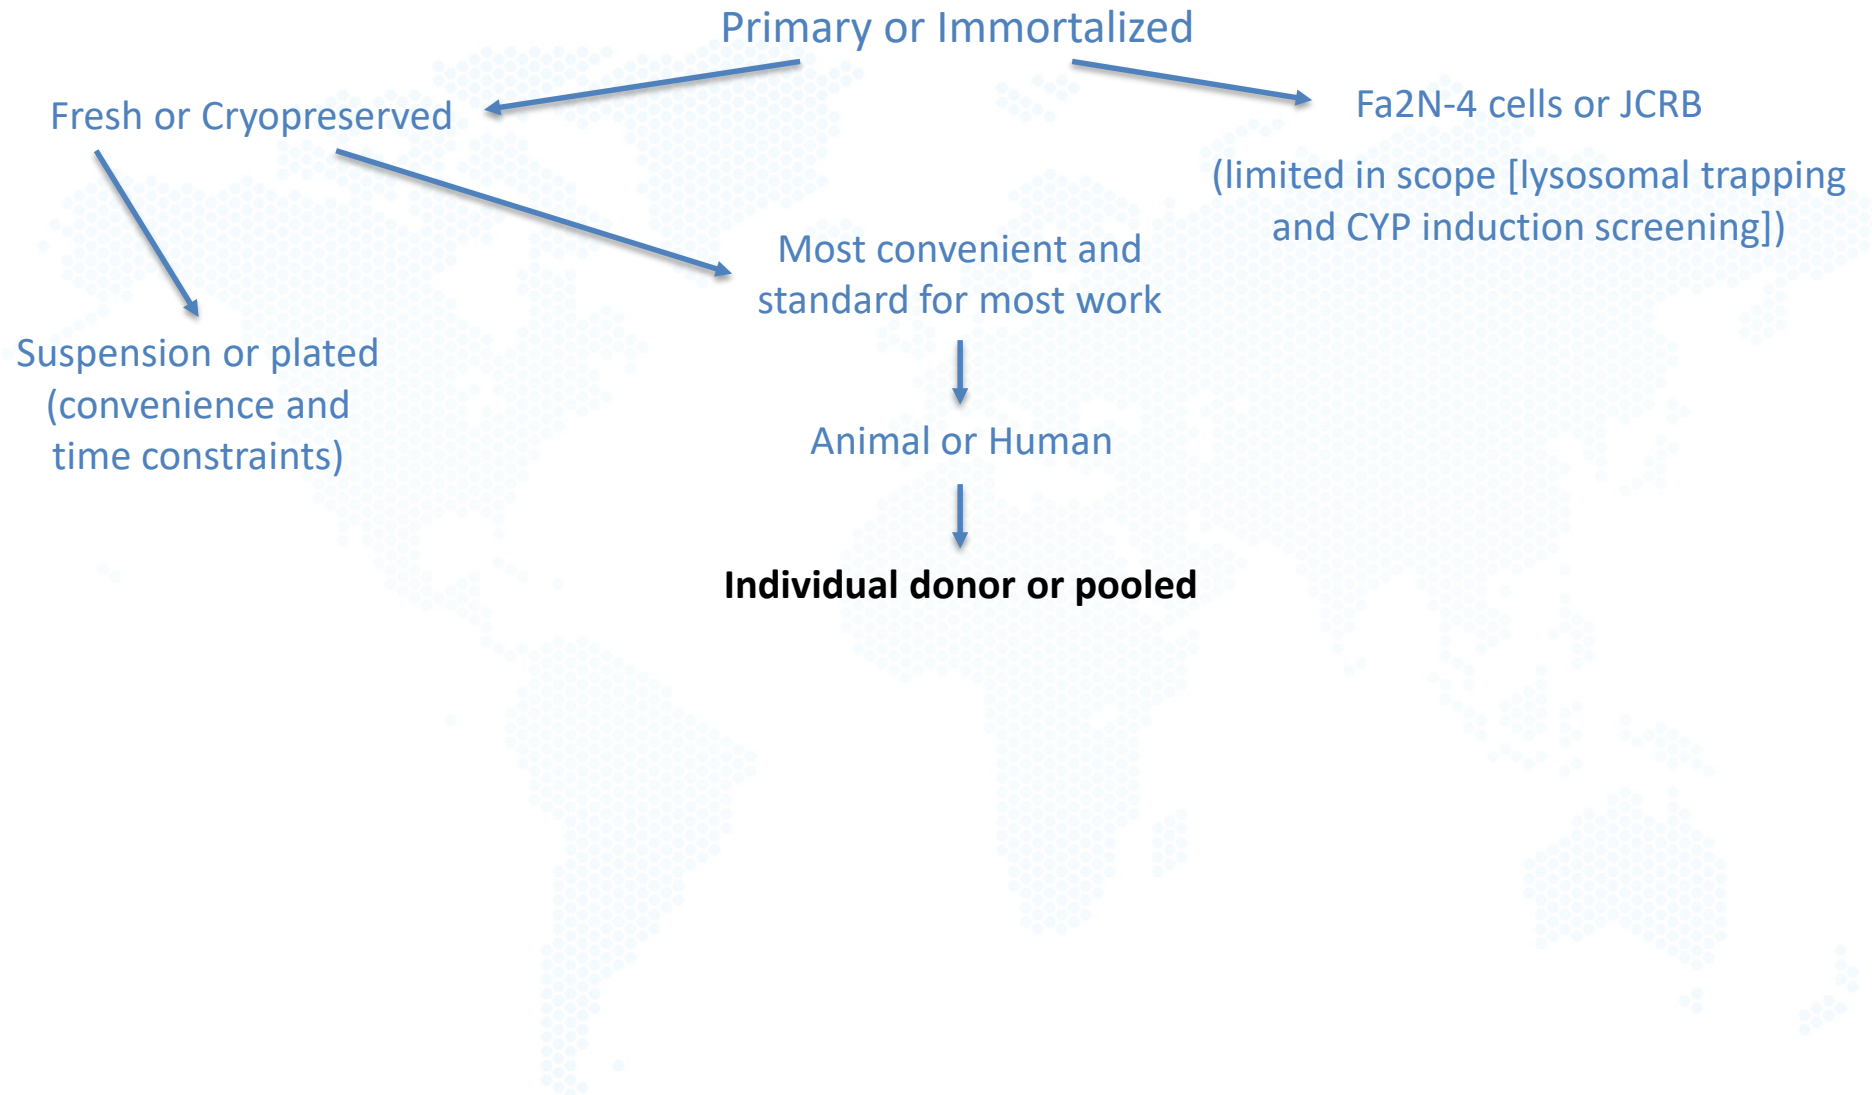 Primary or Immortalized
Fresh or Cryopreserved
Fa2N-4 cells or JCRB
(limited in scope [lysosomal trapping
and CYP induction screening])
Most convenient and
standard for most work
Suspension or plated
(convenience and
time constraints)
Animal or Human
Individual donor or pooled